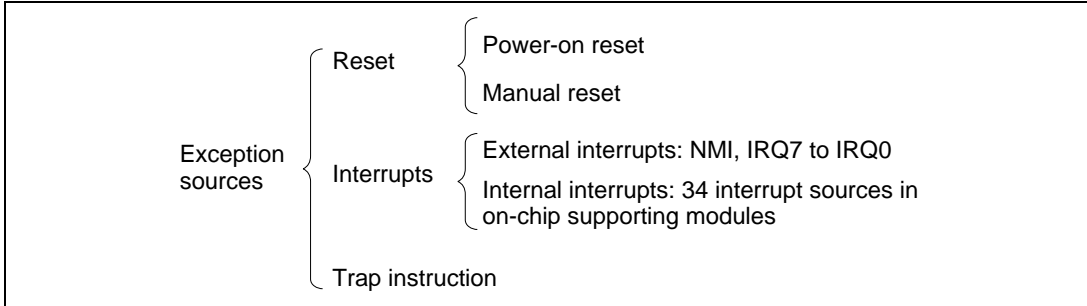 Exception
sources
Reset
Power-on reset
Manual reset
Interrupts
External interrupts: NMI, IRQ7 to IRQ0
Internal interrupts: 34 interrupt sources in
on-chip supporting modules
Trap instruction